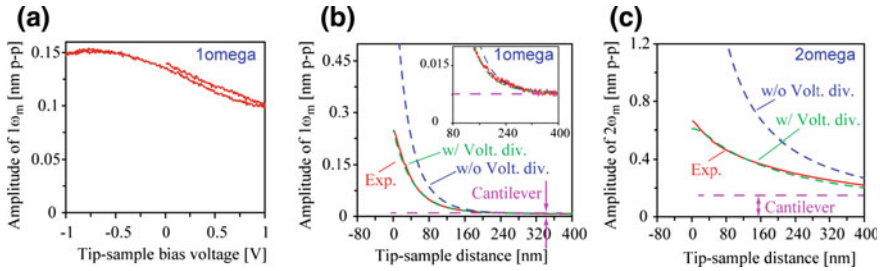 (a)
1omega
Amplitude of 1ωm [nm p-p]
0.15
0.1
0.05
0
-1
-0.5
0
0.5
1
Tip-sample bias voltage [V]
(b)
1omega
Amplitude of 1ωm [nm p-p]
0.45
0.3
0.15
0
-80
0
80
160
240
320
400
Tip-sample distance [nm]
0.015
0
80
240
400
w/ Volt. div.
w/o Volt. div.
Exp.
Cantilever
(c)
2omega
Amplitude of 2ωm [nm p-p]
1.2
0.8
0.4
0
-80
0
80
160
240
320
400
Tip-sample distance [nm]
w/o Volt. div.
w/ Volt. div.
Exp.
Cantilever